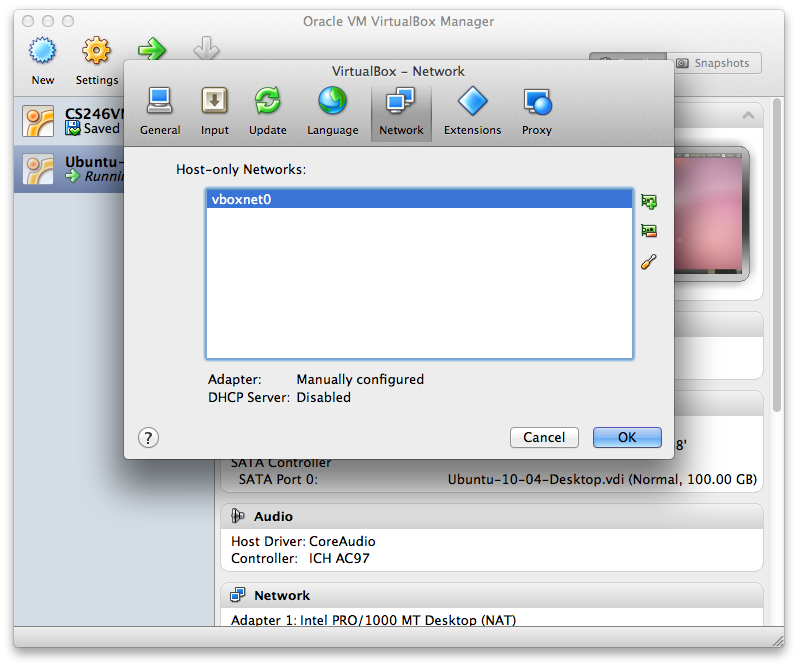 Oracle VM VirtualBox Manager
New
Settings
Snapshots
VirtualBox – Network
General Input Update Language Network Extensions Proxy
CS246V
Saved
Ubuntu-
Runnin
Host-only Networks:
vboxnet0
Adapter: Manually configured
DHCP Server: Disabled
?
Cancel OK
8'
SATA Controller
SATA Port 0: Ubuntu-10-04-Desktop.vdi (Normal, 100.00 GB)
Audio
Host Driver: CoreAudio
Controller: ICH AC97
Network
Adapter 1: Intel PRO/1000 MT Desktop (NAT)